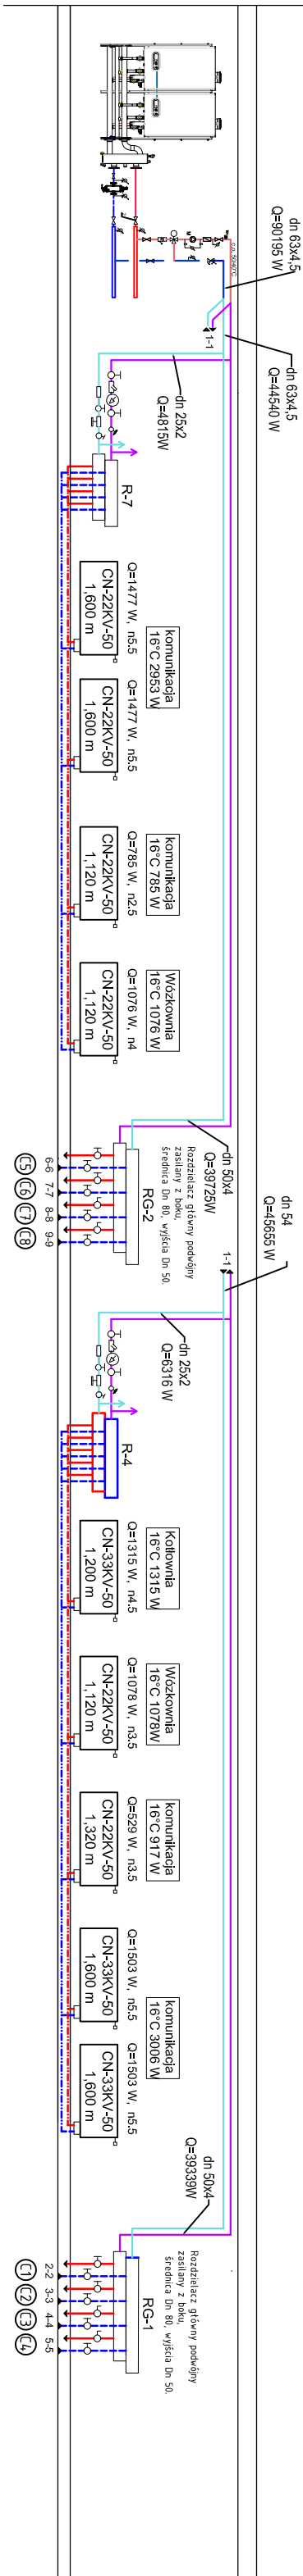 c.o. 50/40°C
M
dn 63x4,5
Q=90195 W
1-1
dn 63x4,5
Q=44540 W
dn 25x2
Q=4815W
R-7
komunikacja
16°C 2953 W
Q=1477 W, n5.5
CN-22KV-50
1,600 m
Q=1477 W, n5.5
CN-22KV-50
1,600 m
komunikacja
16°C 785 W
Q=785 W, n2.5
CN-22KV-50
1,120 m
Wózkownia
16°C 1076 W
Q=1076 W, n4
CN-22KV-50
1,120 m
dn 50x4
Q=39725W
Rozdzielacz główny podwójny
zasilany z boku,
średnica Dn 80, wyjścia Dn 50.
RG-2
6-6
7-7
8-8
9-9
C5
C6
C7
C8
dn 54
Q=45655 W
1-1
dn 25x2
Q=6316 W
R-4
Kotłownia
16°C 1315 W
Q=1315 W, n4.5
CN-33KV-50
1,200 m
Wózkownia
16°C 1078W
Q=1078 W, n3.5
CN-22KV-50
1,120 m
komunikacja
16°C 917 W
Q=529 W, n3.5
CN-22KV-50
1,320 m
komunikacja
16°C 3006 W
Q=1503 W, n5.5
CN-33KV-50
1,600 m
Q=1503 W, n5.5
CN-33KV-50
1,600 m
dn 50x4
Q=39339W
Rozdzielacz główny podwójny
zasilany z boku,
średnica Dn 80, wyjścia Dn 50.
RG-1
2-2
3-3
4-4
5-5
C1
C2
C3
C4